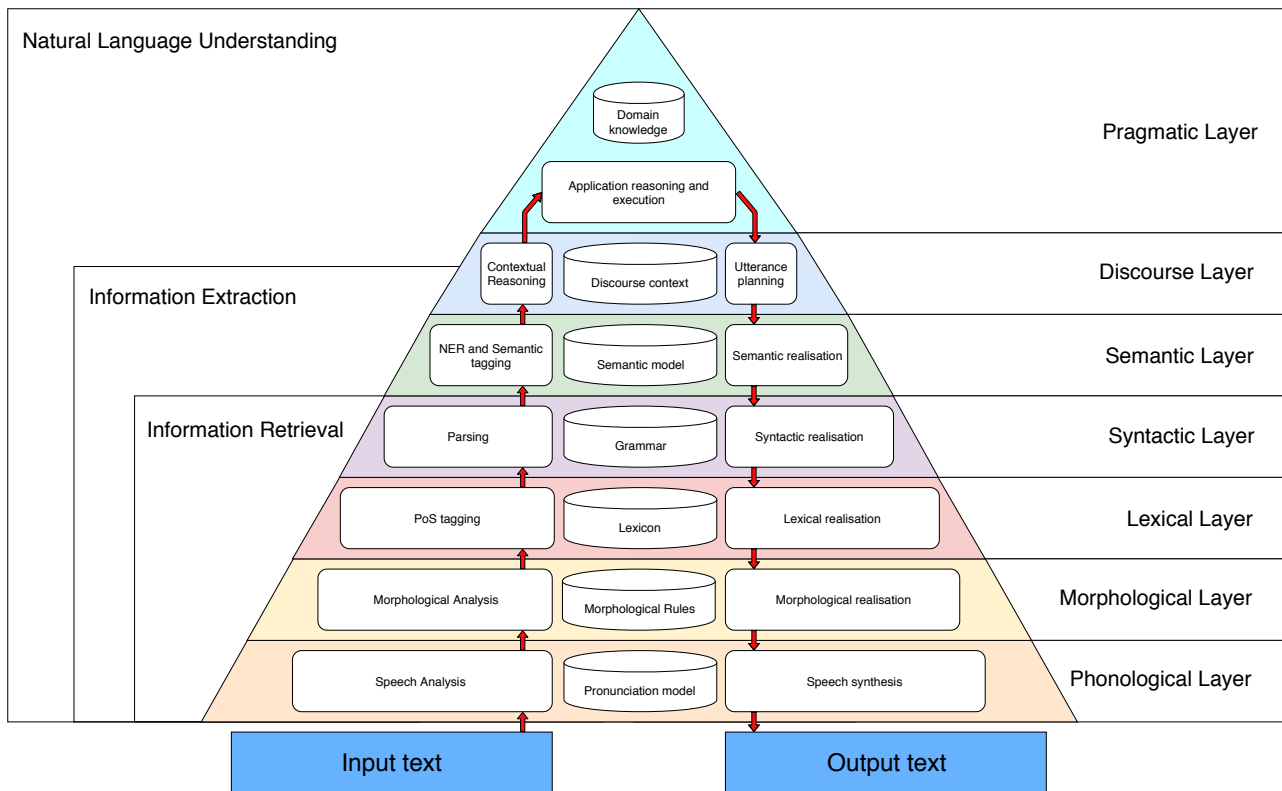 Natural Language Understanding
Domain
knowledge
Pragmatic Layer
Application reasoning and
execution
Contextual
Reasoning
Discourse context
Utterance
planning
Discourse Layer
Information Extraction
NER and Semantic
tagging
Semantic model
Semantic realisation
Semantic Layer
Information Retrieval
Parsing
Grammar
Syntactic realisation
Syntactic Layer
PoS tagging
Lexicon
Lexical realisation
Lexical Layer
Morphological Analysis
Morphological Rules
Morphological realisation
Morphological Layer
Speech Analysis
Pronunciation model
Speech synthesis
Phonological Layer
Input text
Output text